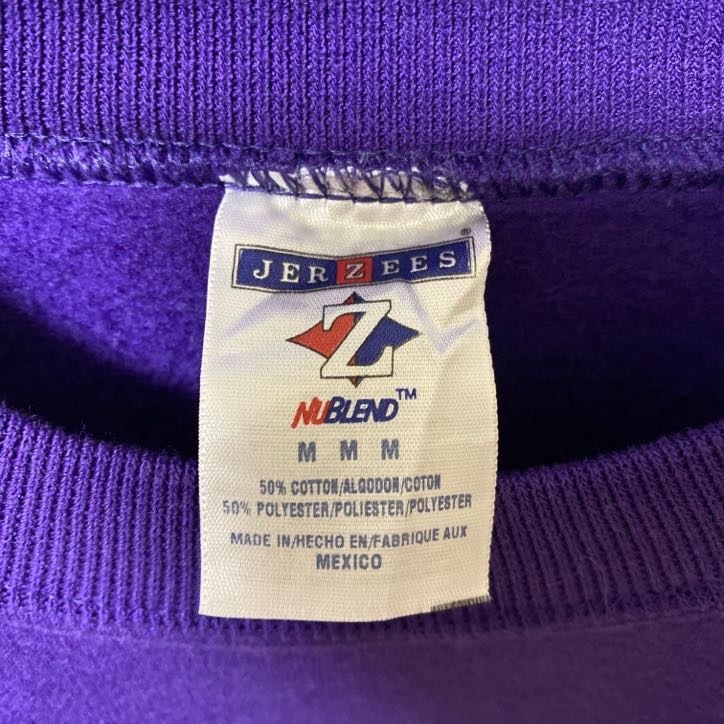 JERZEES®
Z
NUBLEND™
M M M
50% COTTON/ALGODON/COTON
50% POLYESTER/POLIESTER/POLYESTER
MADE IN/HECHO EN/FABRIQUE AUX
MEXICO